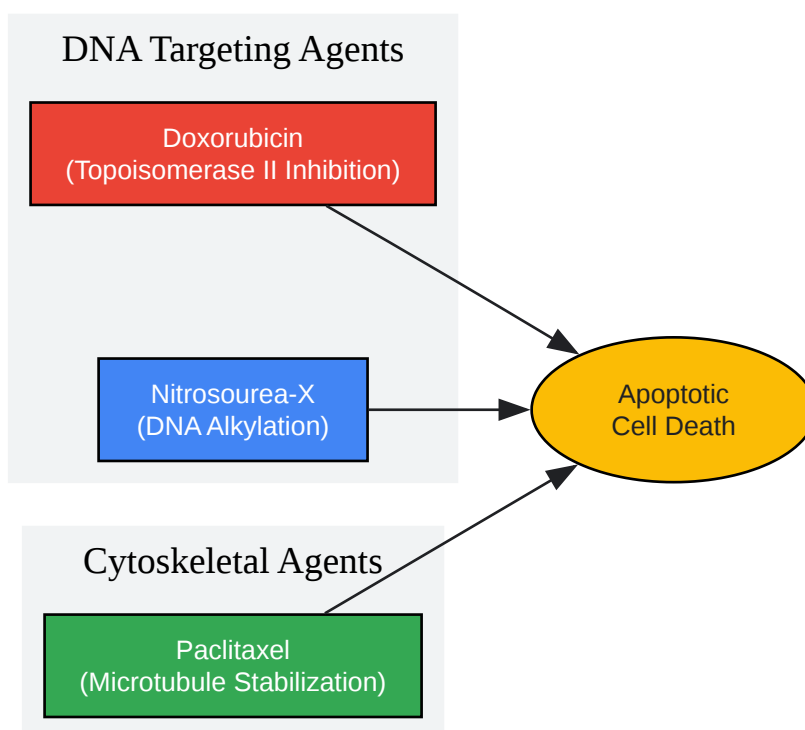 DNA Targeting Agents
Doxorubicin
(Topoisomerase II Inhibition)
Nitrosourea-X
(DNA Alkylation)
Apoptotic
Cell Death
Cytoskeletal Agents
Paclitaxel
(Microtubule Stabilization)